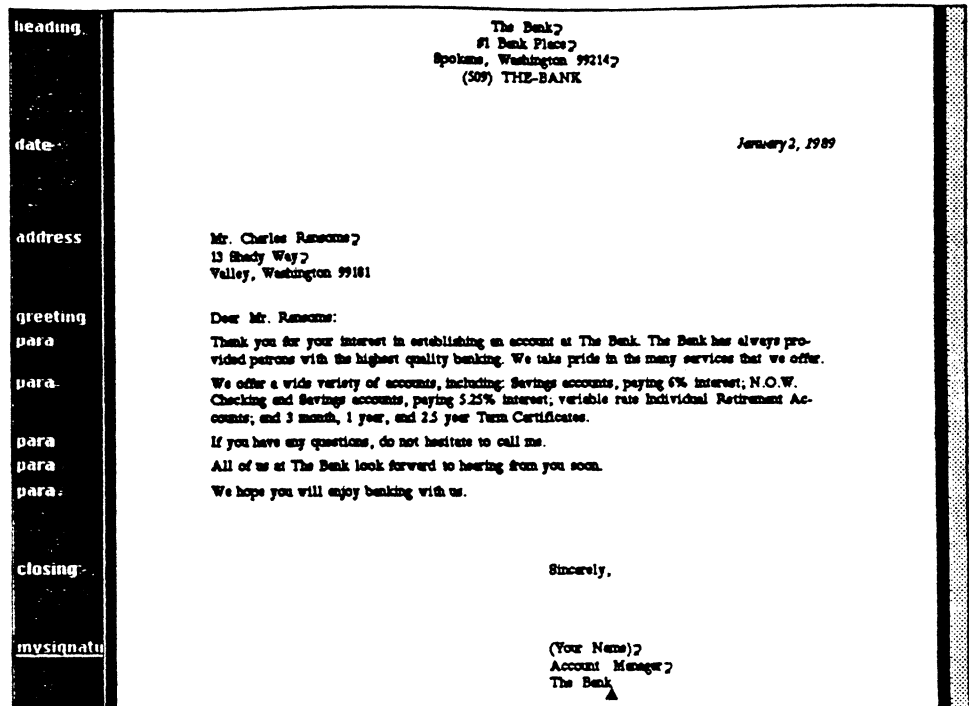 heading
The Bank
#1 Bank Place
Spokane, Washington 99214
(509) THE-BANK
date
January 2, 1989
address
Mr. Charles Ransome
13 Shady Way
Valley, Washington 99181
greeting
Dear Mr. Ransome:
para
Thank you for your interest in establishing an account at The Bank. The Bank has always pro-
vided patrons with the highest quality banking. We take pride in the many services that we offer.
para
We offer a wide variety of accounts, including: Savings accounts, paying 6% interest; N.O.W.
Checking and Savings accounts, paying 5.25% interest; variable rate Individual Retirement Ac-
counts; and 3 month, 1 year, and 2.5 year Term Certificates.
para
If you have any questions, do not hesitate to call me.
para
All of us at The Bank look forward to hearing from you soon.
para
We hope you will enjoy banking with us.
closing
Sincerely,
mysignatu
(Your Name)
Account Manager
The Bank